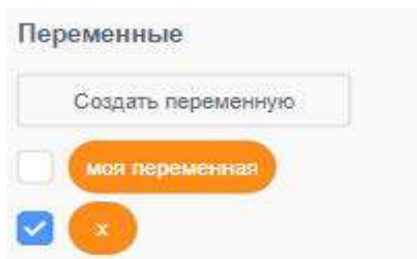 Переменные
Создать переменную
моя переменная
x